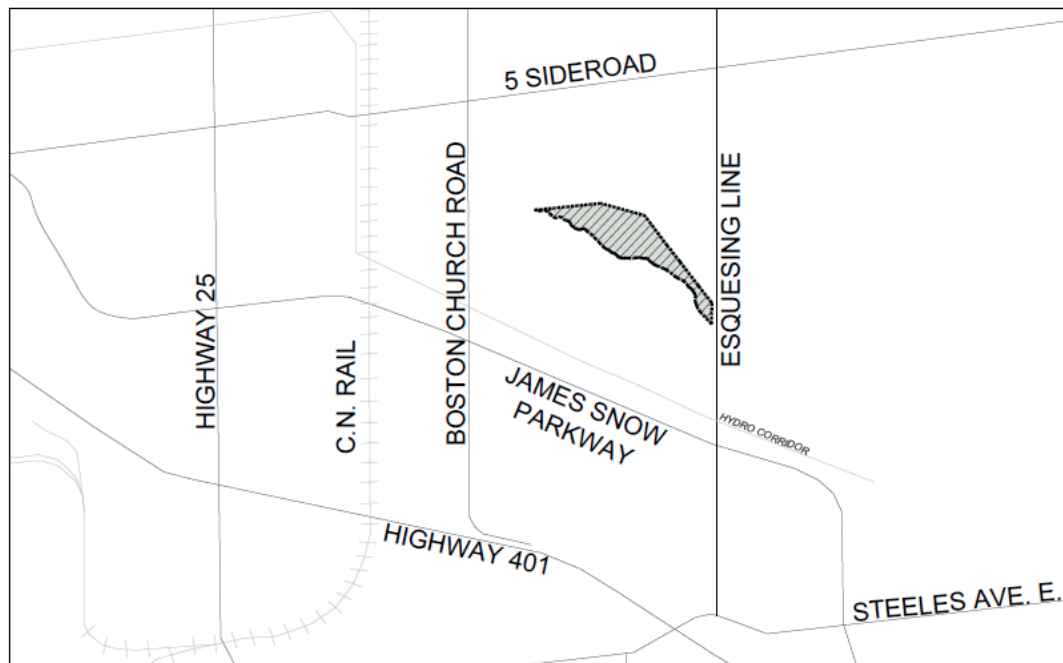 5 SIDEROAD
HIGHWAY 25
C.N. RAIL
BOSTON CHURCH ROAD
ESQUESING LINE
JAMES SNOW
PARKWAY
HYDRO CORRIDOR
HIGHWAY 401
STEELES AVE. E.